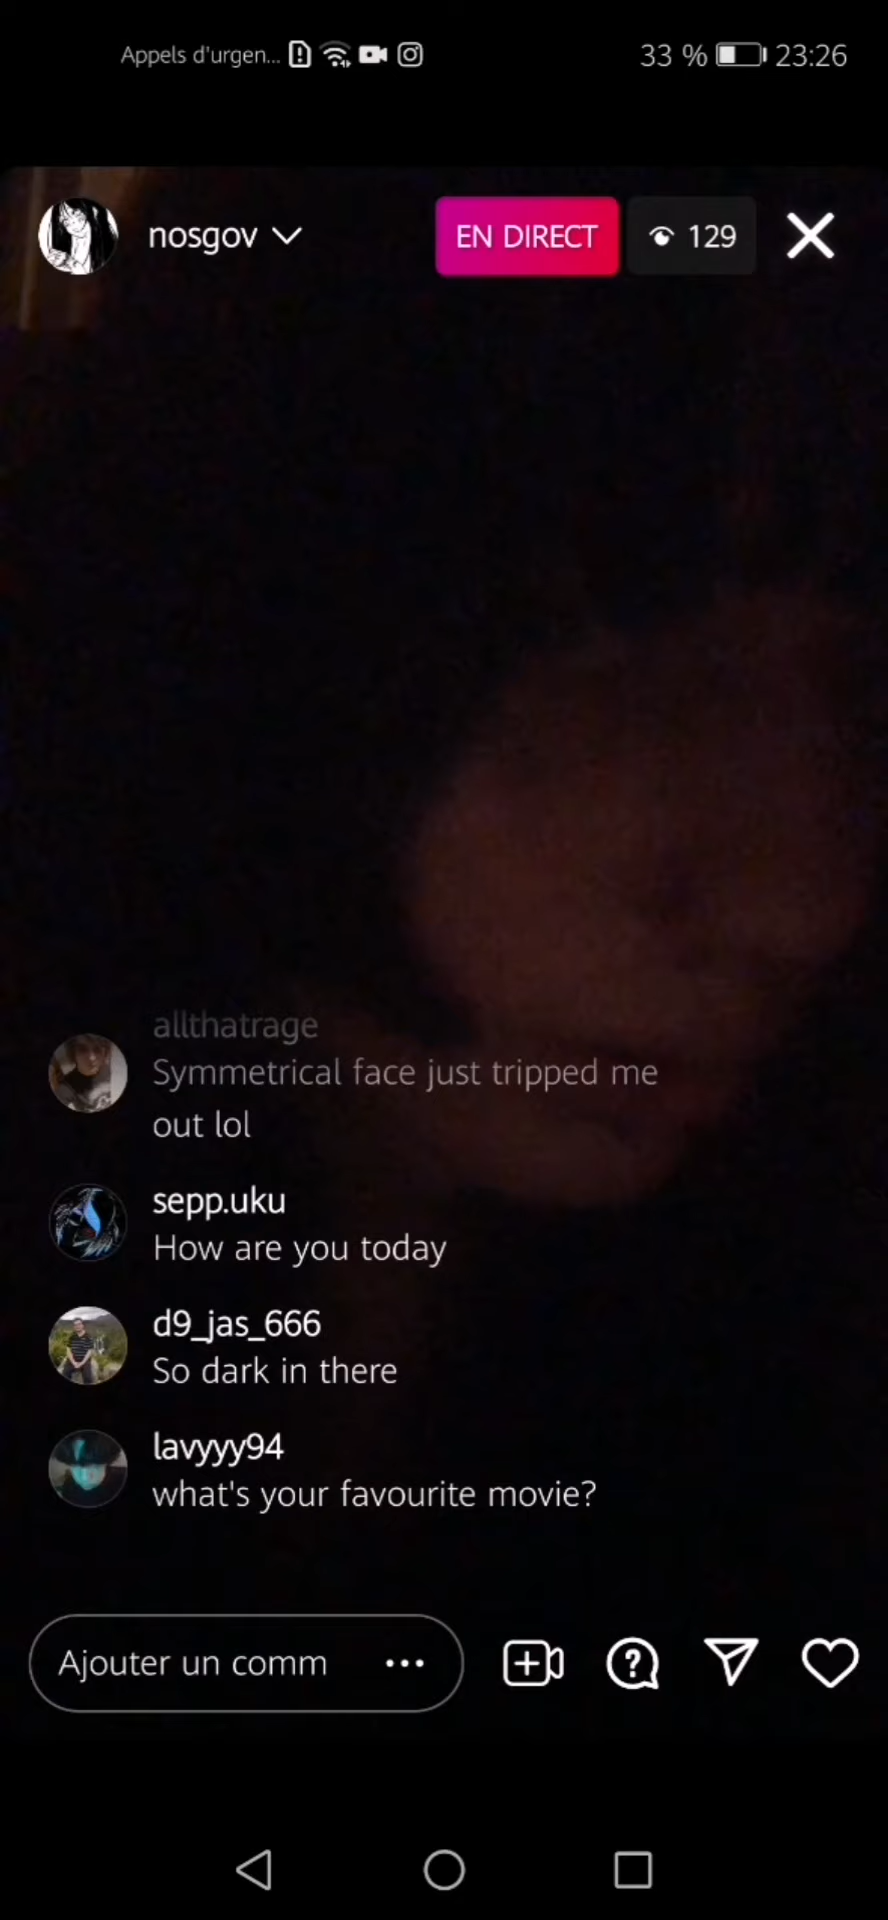 Appels d'urgen... 33 % 23:26
nosgov EN DIRECT 129
allthatrage
Symmetrical face just tripped me
out lol
sepp.uku
How are you today
d9_jas_666
So dark in there
lavyyy94
what's your favourite movie?
Ajouter un comm